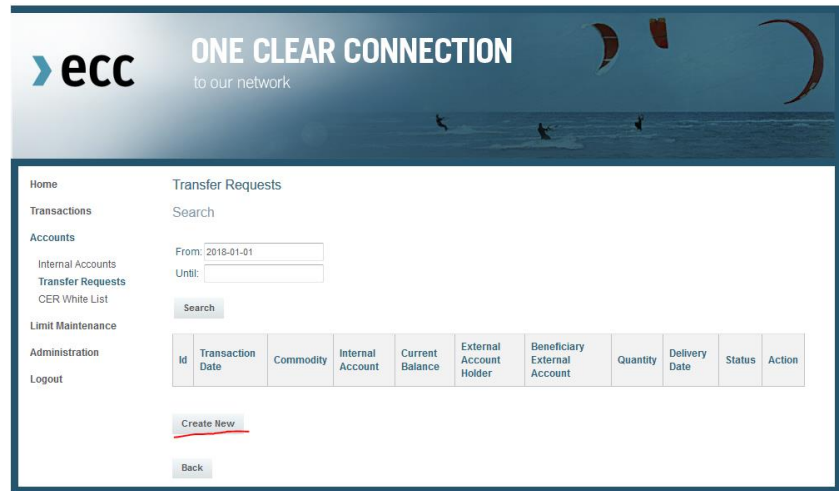 ecc
ONE CLEAR CONNECTION
to our network
Home
Transactions
Accounts
Internal Accounts
Transfer Requests
CER White List
Limit Maintenance
Administration
Logout
Transfer Requests
Search
From: 2018-01-01
Until:
Search
Id
Transaction
Date
Commodity
Internal
Account
Current
Balance
External
Account
Holder
Beneficiary
External
Account
Quantity
Delivery
Date
Status
Action
Create New
Back